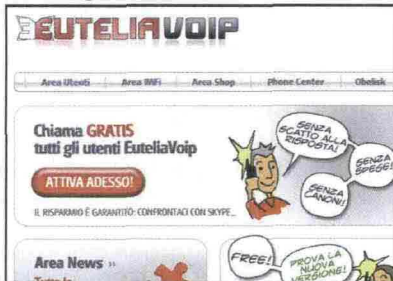 EUTELIAVOIP
Area Utenti Area WiFi Area Shop Phone Center Obelisk
Chiama GRATIS
tutti gli utenti EuteliaVoip
ATTIVA ADESSO!
IL RISPARMIO È GARANTITO: CONFRONTACI CON SKYPE...
SENZA
SCATTO ALLA
RISPOSTA!
SENZA
SPESE!
SENZA
CANONI!
Area News »
Tutte le
FREE!
PROVA LA
NUOVA
VERSIONE!